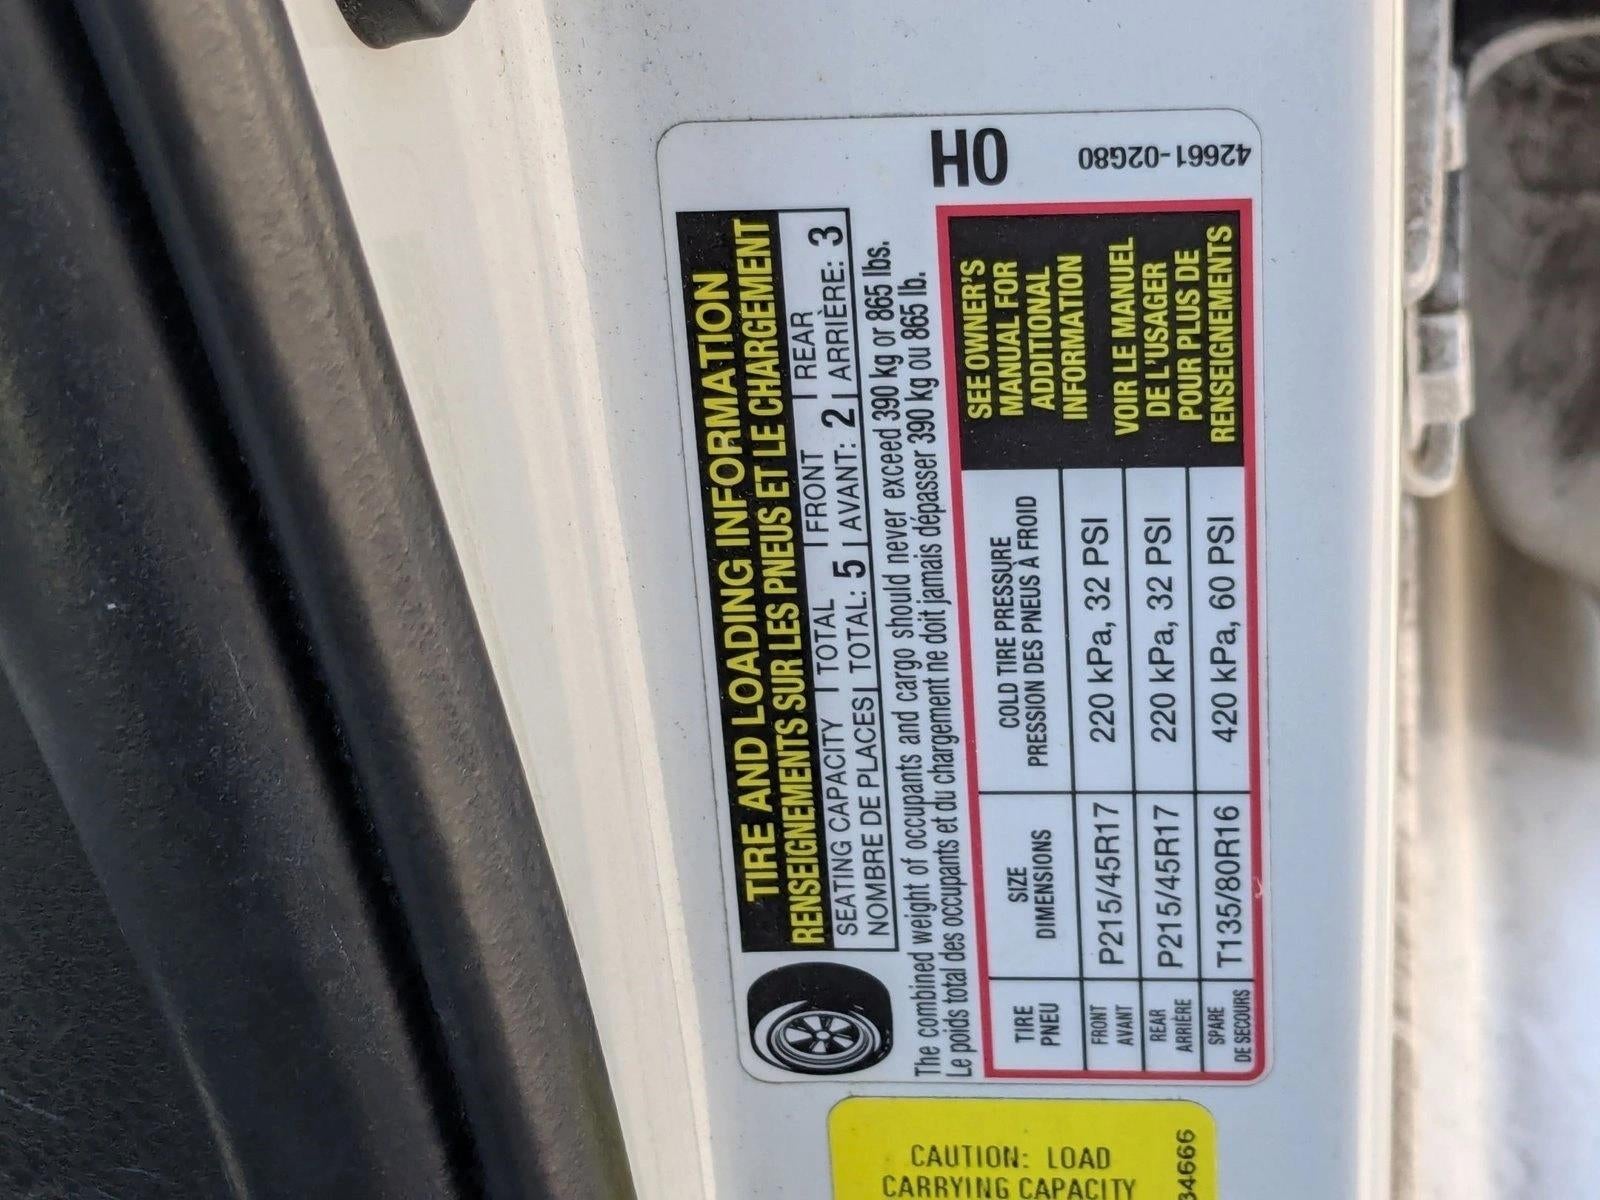 HO
42661-02G80
TIRE AND LOADING INFORMATION
RENSEIGNEMENTS SUR LES PNEUS ET LE CHARGEMENT
SEATING CAPACITY | TOTAL | FRONT | REAR
NOMBRE DE PLACES | TOTAL: 5 | AVANT: 2 | ARRIÈRE: 3
The combined weight of occupants and cargo should never exceed 390 kg or 865 lbs.
Le poids total des occupants et du chargement ne doit jamais dépasser 390 kg ou 865 lb.
TIRE
PNEU
SIZE
DIMENSIONS
COLD TIRE PRESSURE
PRESSION DES PNEUS À FROID
FRONT
AVANT
P215/45R17
220 kPa, 32 PSI
REAR
ARRIÈRE
P215/45R17
220 kPa, 32 PSI
SPARE
DE SECOURS
T135/80R16
420 kPa, 60 PSI
SEE OWNER'S
MANUAL FOR
ADDITIONAL
INFORMATION
VOIR LE MANUEL
DE L'USAGER
POUR PLUS DE
RENSEIGNEMENTS
CAUTION: LOAD
CARRYING CAPACITY